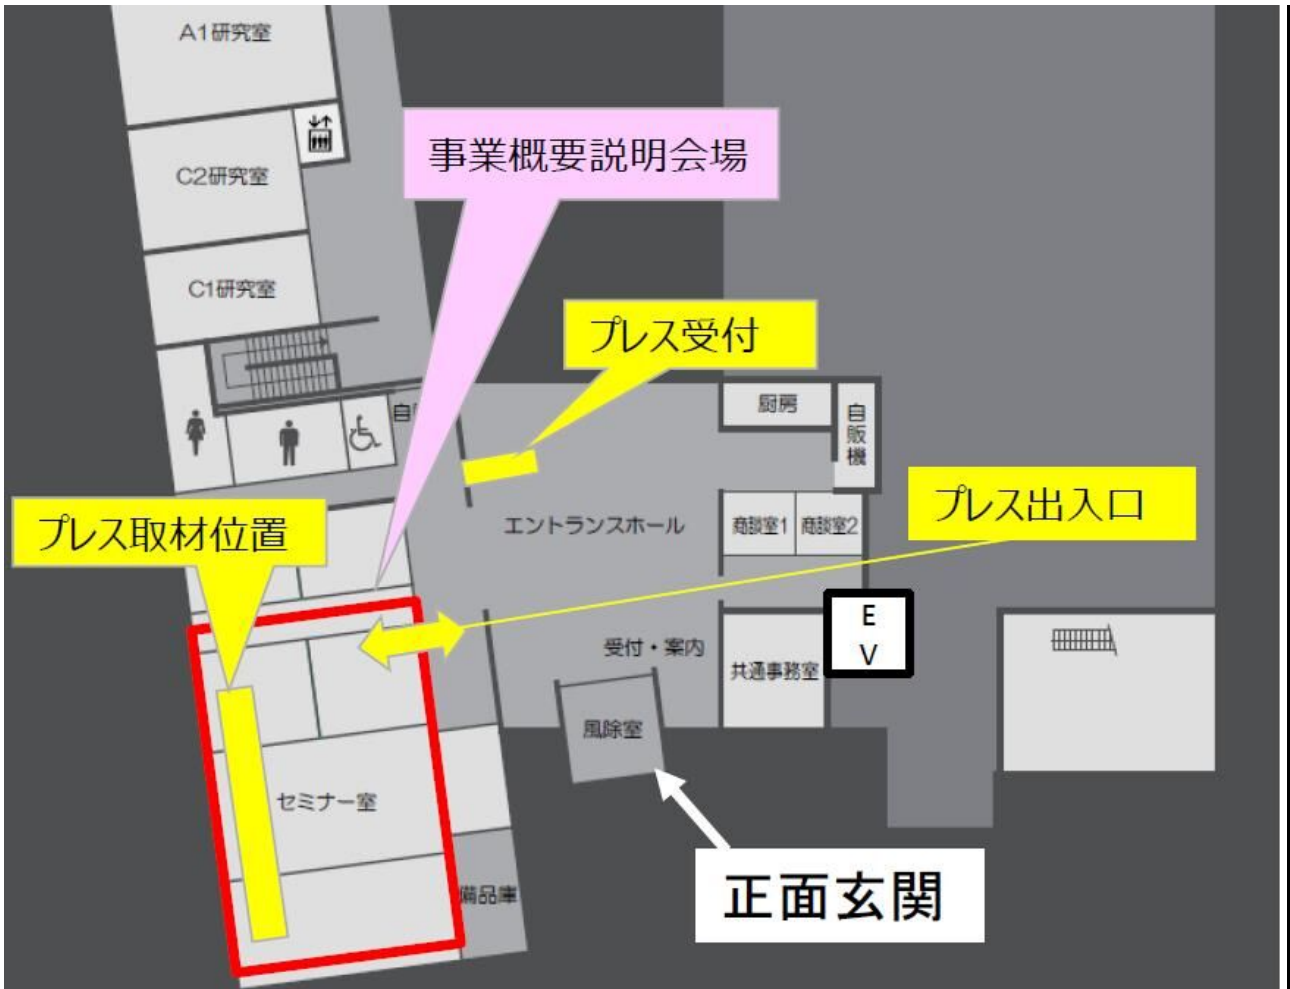 A1研究室
事業概要説明会場
C2研究室
C1研究室
プレス受付
厨房
自販機
自
プレス取材位置
エントランスホール
商談室1
商談室2
プレス出入口
E
V
受付・案内
共通事務室
風除室
セミナー室
備品庫
正面玄関